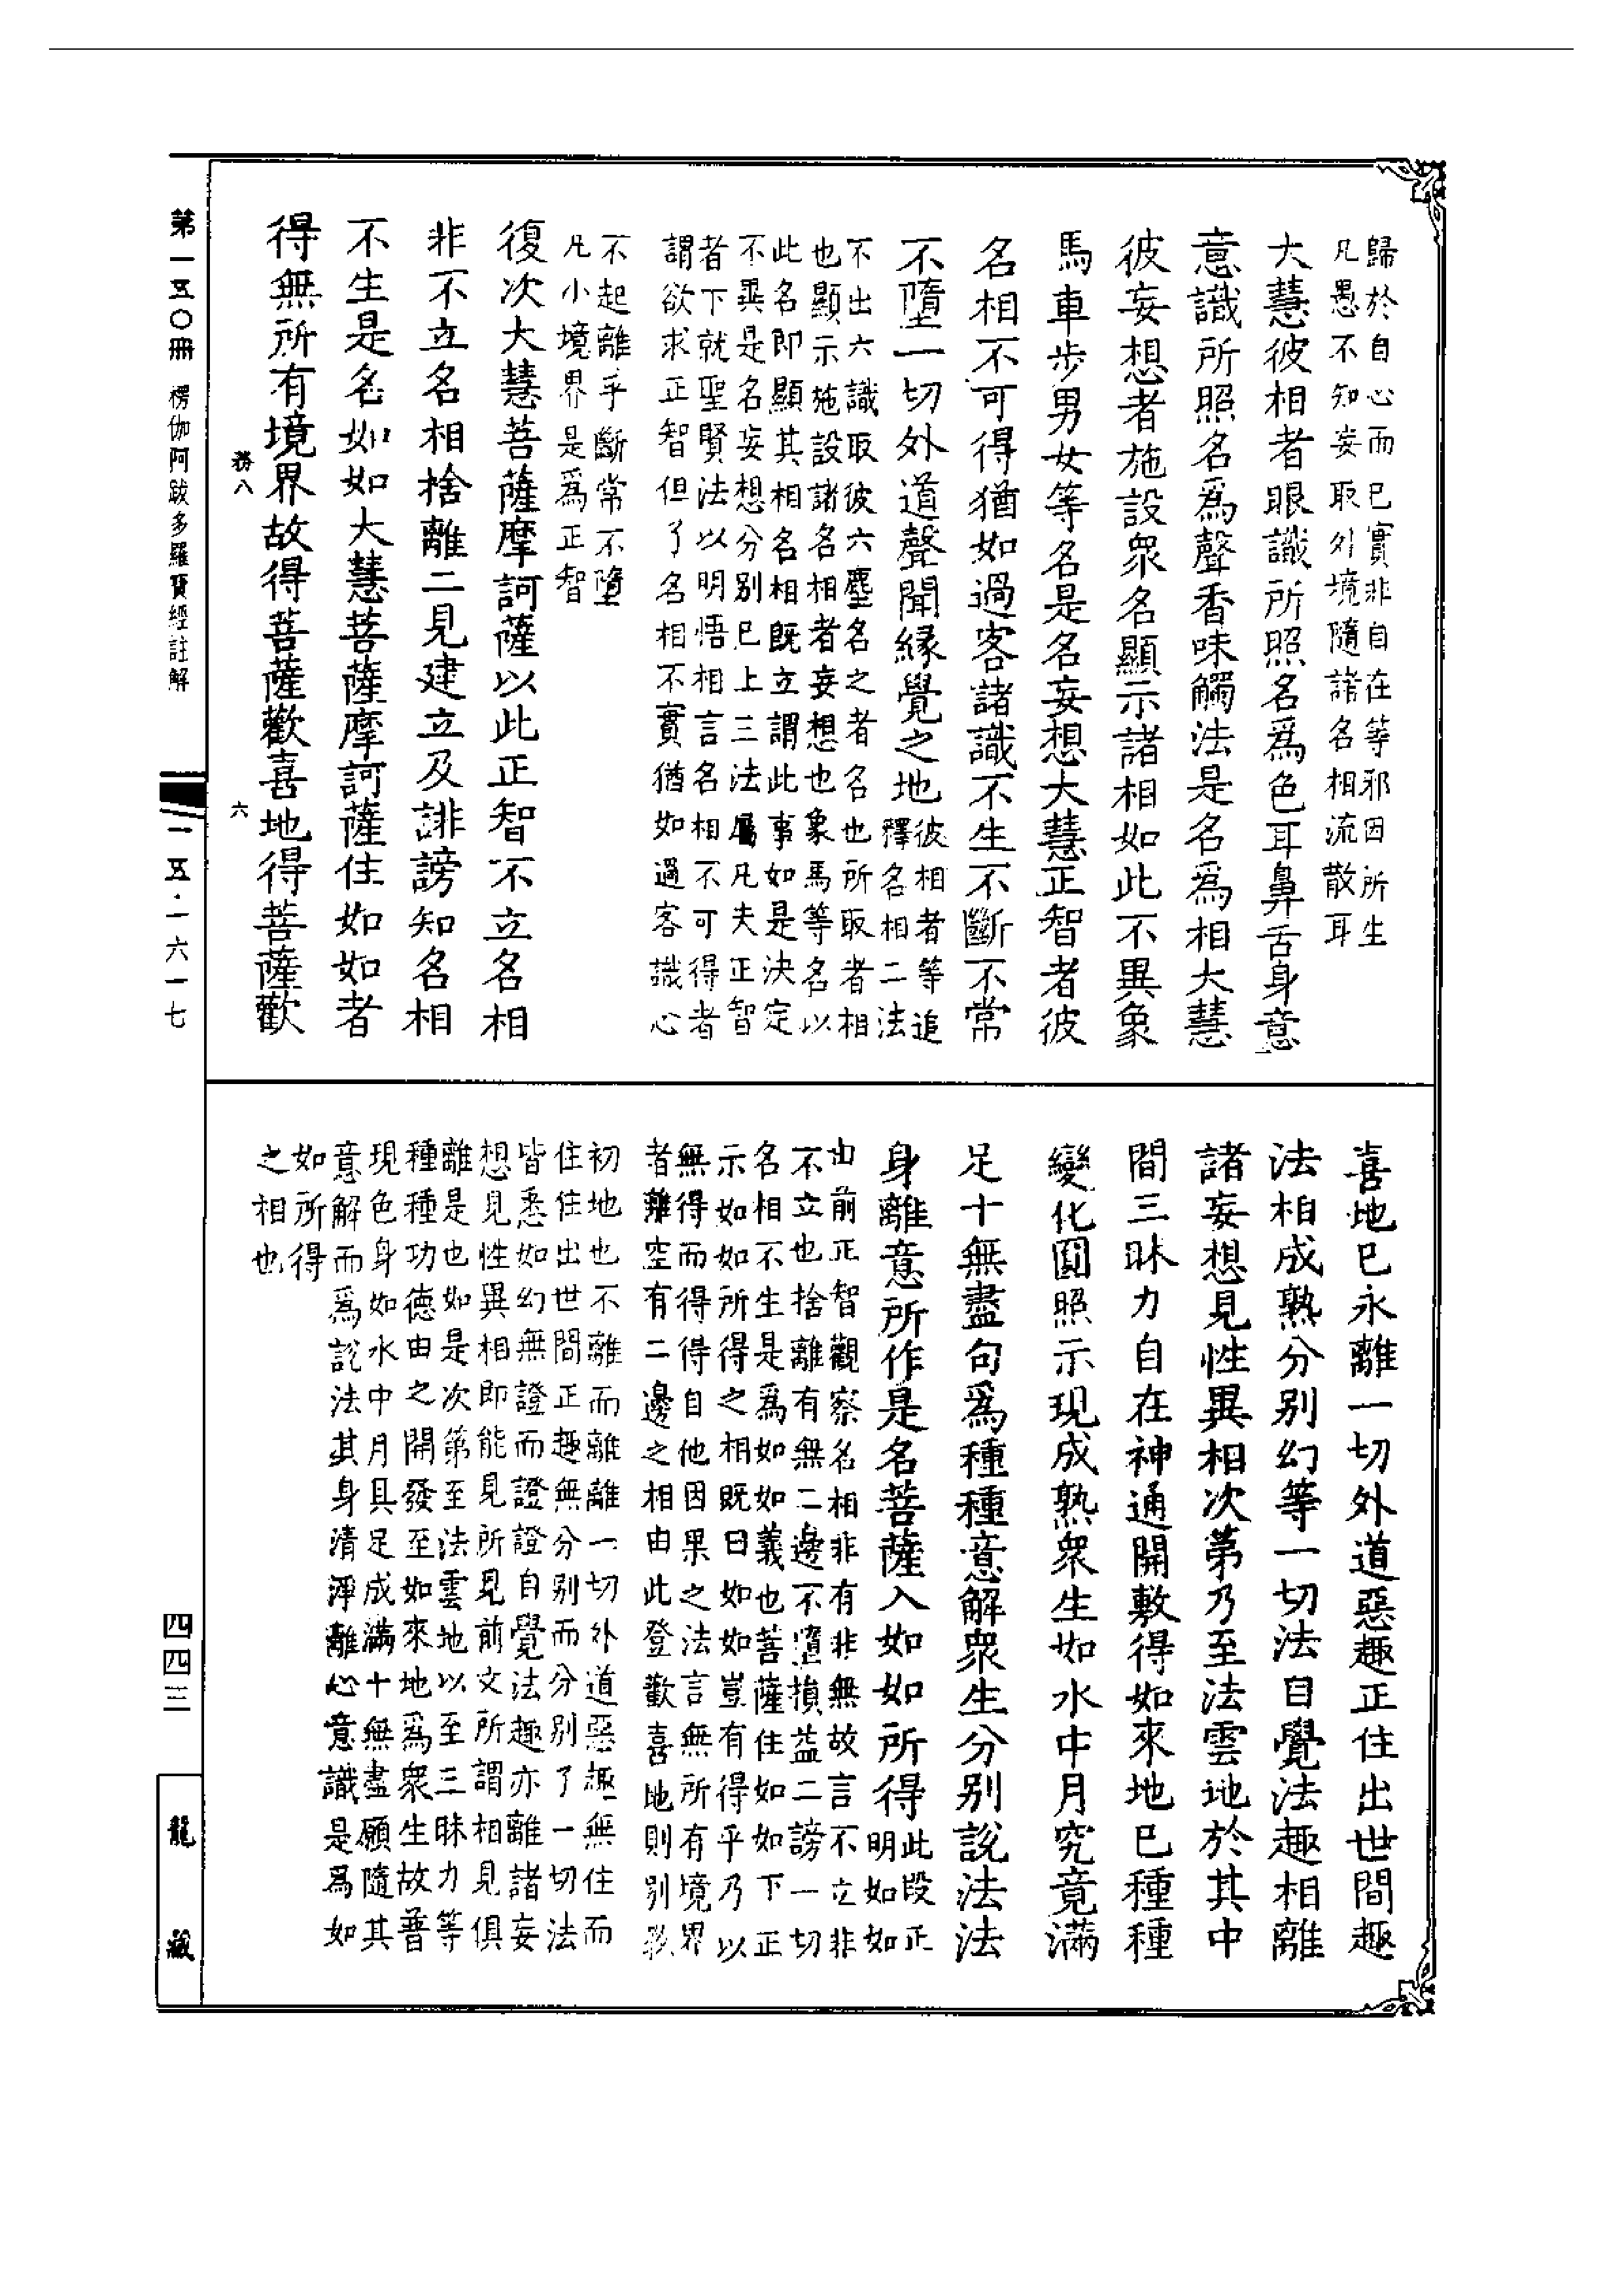 歸於自心而已實非自在等邪因所生
凡愚不知妄取外境隨諸名相流散耳
大慧彼相者眼識所照名爲色耳鼻舌身意
意識所照名爲聲香味觸法是名爲相大慧
彼妄想者施設衆名顯示諸相如此不異象
馬車步男女等名是名妄想大慧正智者彼
名相不可得猶如過客諸識不生不斷不常
不墮一切外道聲聞緣覺之地
彼相者等追
釋名相二法
不出六識取彼六塵名之者名也所取者相
也顯示施設諸名相者妄想也象馬等名以
此名即顯其相名相既立謂此事如是決定
不異是名妄想分别已上三法屬凡夫正智
者下就聖賢法以明悟相言名相不可得者
謂欲求正智但了名相不實猶如過客識心
不起離乎斷常不墮
凡小境界是爲正智
復次大慧菩薩摩訶薩以此正智不立名相
非不立名相捨離二見建立及誹謗知名相
不生是名如如大慧菩薩摩訶薩住如如者
得無所有境界故得菩薩歡喜地得菩薩歡
務八
六
第一五〇冊
楞伽阿跋多羅寶經註解
一五·一六一七
喜地已永離一切外道惡趣正住出世間趣
法相成熟分别幻等一切法自覺法趣相離
諸妄想見性異相次第乃至法雲地於其中
間三昧力自在神通開敷得如來地已種種
變化圓照示現成熟衆生如水中月究竟滿
足十無盡句爲種種意解衆生分别說法法
身離意所作是名菩薩入如如所得
此段正
明如如
由前正智觀察名相非有非無故言不立非
不立也捨離有無二邊不墮損益二謗一切
名相不生是爲如如義也菩薩住如如下正
示如如所得之相既曰如如豈有得乎乃以
無得而得得自他因果之法言無所有境界
者離空有二邊之相由此登歡喜地則别教
初地也不離而離離一切外道惡趣無住而
住住出世間正趣無分别而分别了一切法
皆悉如幻無證而證證自覺法趣亦離諸妄
想見性異相即能見所見前文所謂相見俱
離是也如是次第至法雲地以至三昧力等
種種功德由之開發至如來地爲衆生故普
現色身如水中月具足成滿十無盡願隨其
意解而爲說法其身清淨離心意識是爲如
如所得
之相也
四四三
龍藏